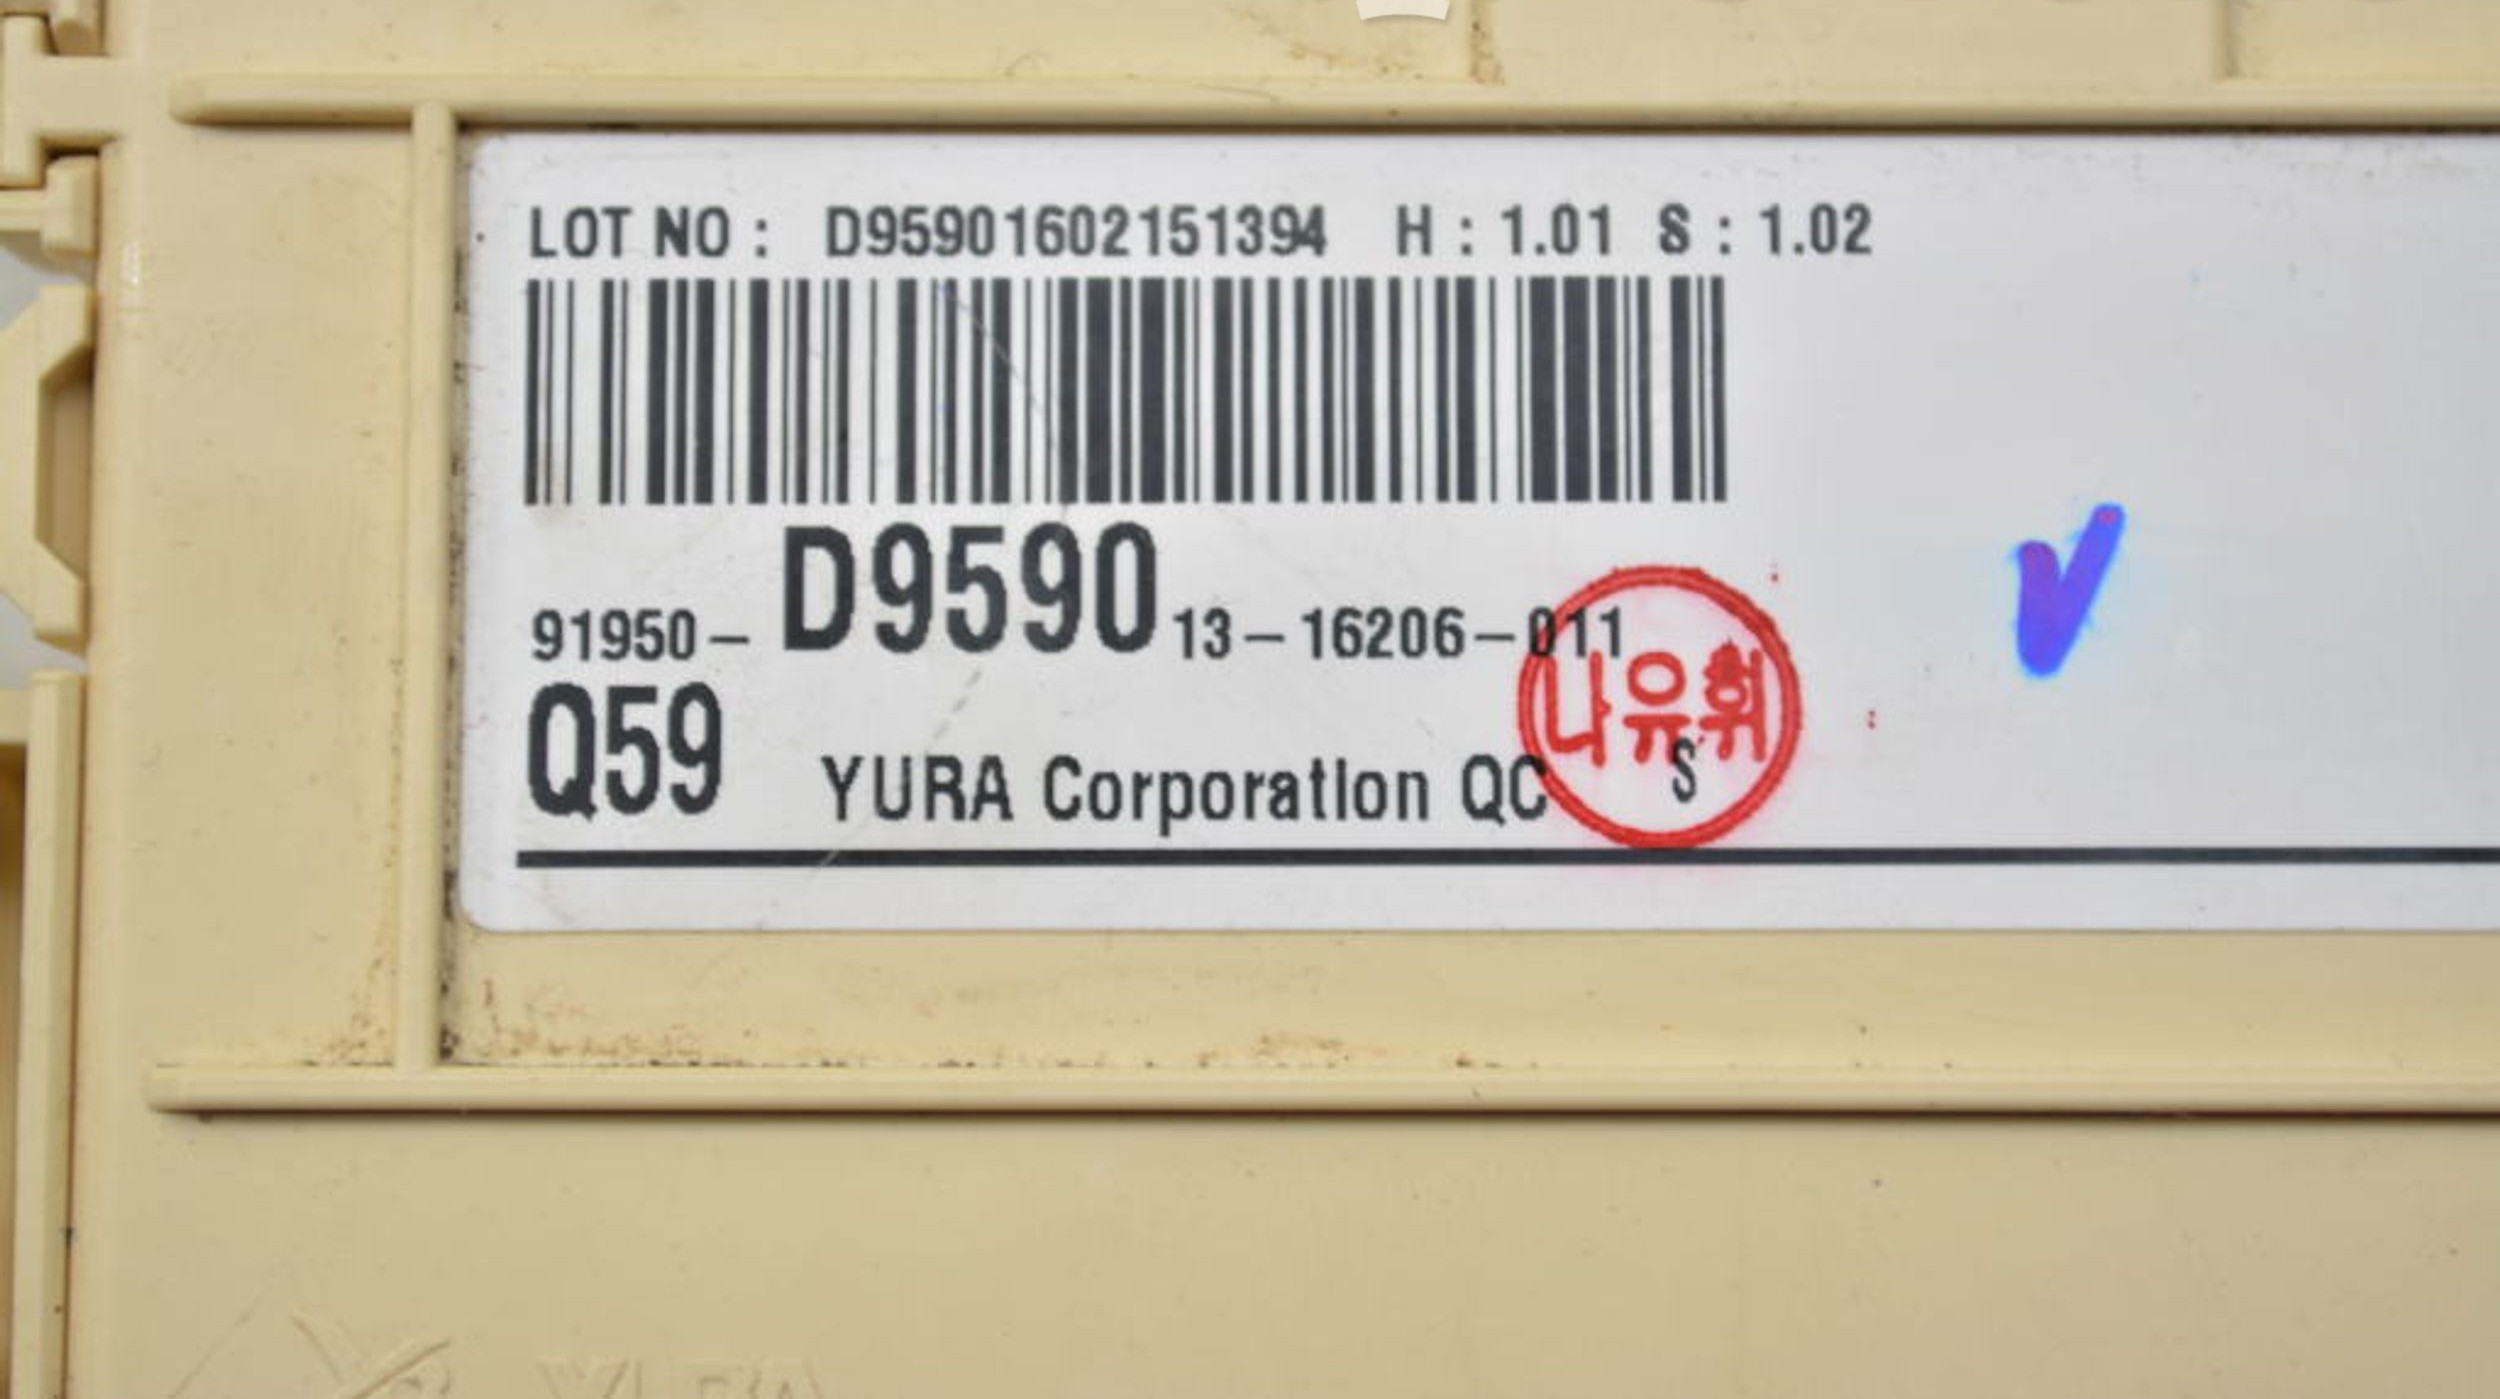 LOT NO : D95901602151394 H : 1.01 S : 1.02
91950- D9590 13-16206-011
Q59 YURA Corporation QC S
나유휘